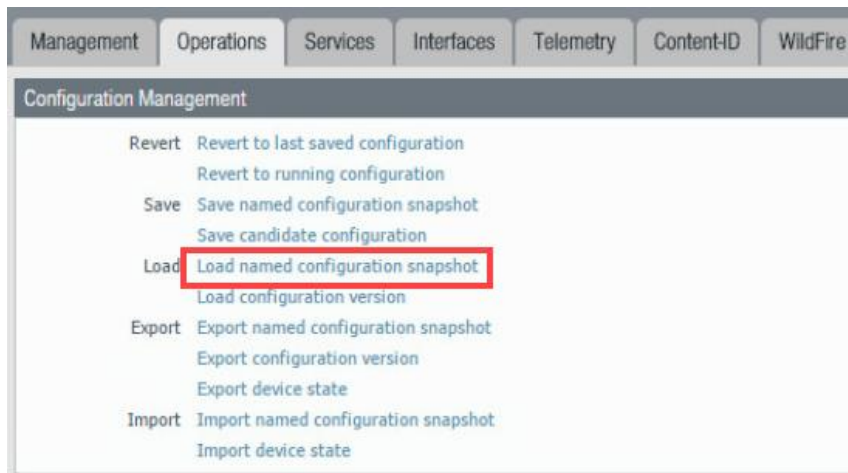 Management Operations Services Interfaces Telemetry Content-ID WildFire
Configuration Management
Revert Revert to last saved configuration
Revert to running configuration
Save Save named configuration snapshot
Save candidate configuration
Load Load named configuration snapshot
Load configuration version
Export Export named configuration snapshot
Export configuration version
Export device state
Import Import named configuration snapshot
Import device state